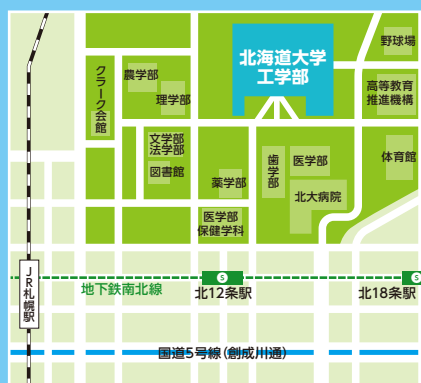 野球場
北海道大学
工学部
クラーク会館
農学部
理学部
高等教育
推進機構
文学部
法学部
図書館
薬学部
歯学部
医学部
体育館
北大病院
医学部
保健学科
JR札幌駅
地下鉄南北線
S
北12条駅
S
北18条駅
国道5号線(創成川通)